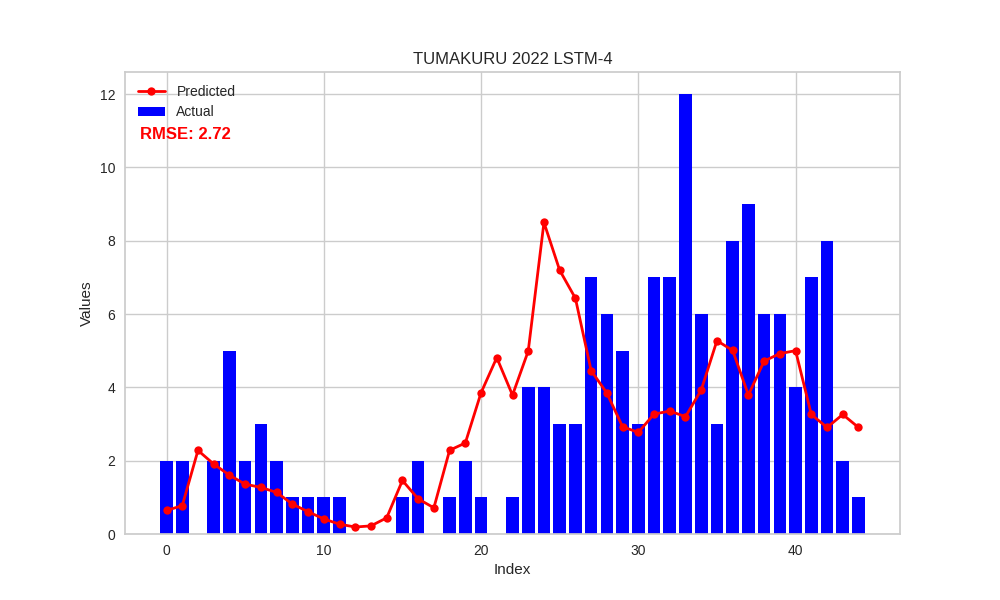 TUMAKURU 2022 LSTM-4
Predicted
Actual
RMSE: 2.72
Values
12
10
8
6
4
2
0
0 10 20 30 40
Index